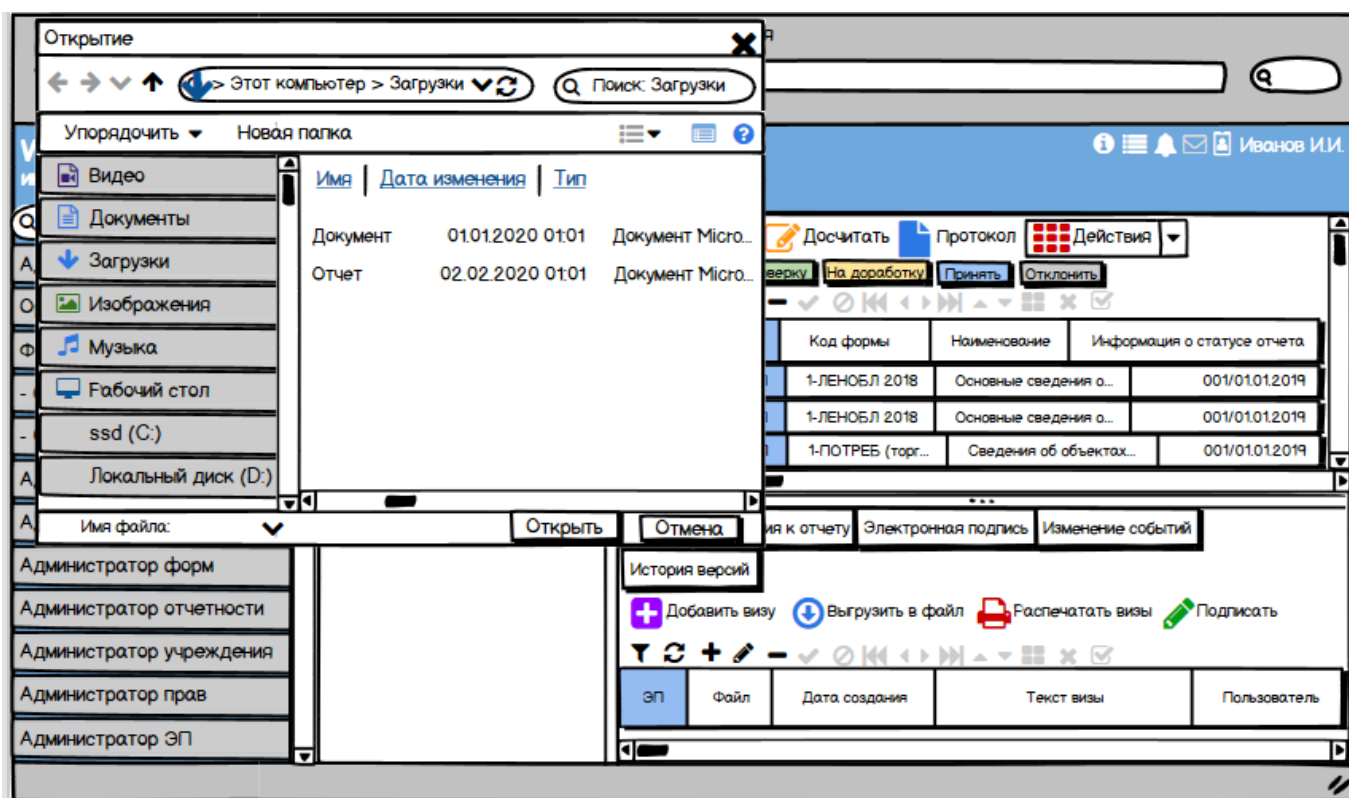 Открытие
> Этот компьютер > Загрузки
Поиск: Загрузки
Упорядочить
Новая папка
Иванов И.И.
Видео
Документы
Загрузки
Изображения
Музыка
Рабочий стол
ssd (C:)
Локальный диск (D:)
Имя Дата изменения Тип
Документ 01.01.2020 01:01 Документ Micro...
Отчет 02.02.2020 01:01 Документ Micro...
Имя файла:
Открыть
Отмена
Досчитать Протокол Действия
На доработку Принять Отклонить
Код формы Наименование Информация о статусе отчета
1-ЛЕНОБЛ 2018 Основные сведения о... 001/01.01.2019
1-ЛЕНОБЛ 2018 Основные сведения о... 001/01.01.2019
1-ПОТРЕБ (торг... Сведения об объектах... 001/01.01.2019
к отчету Электронная подпись Изменение событий
История версий
Администратор форм
Администратор отчетности
Администратор учреждения
Администратор прав
Администратор ЭП
Добавить визу Выгрузить в файл Распечатать визы Подписать
ЭП Файл Дата создания Текст визы Пользователь